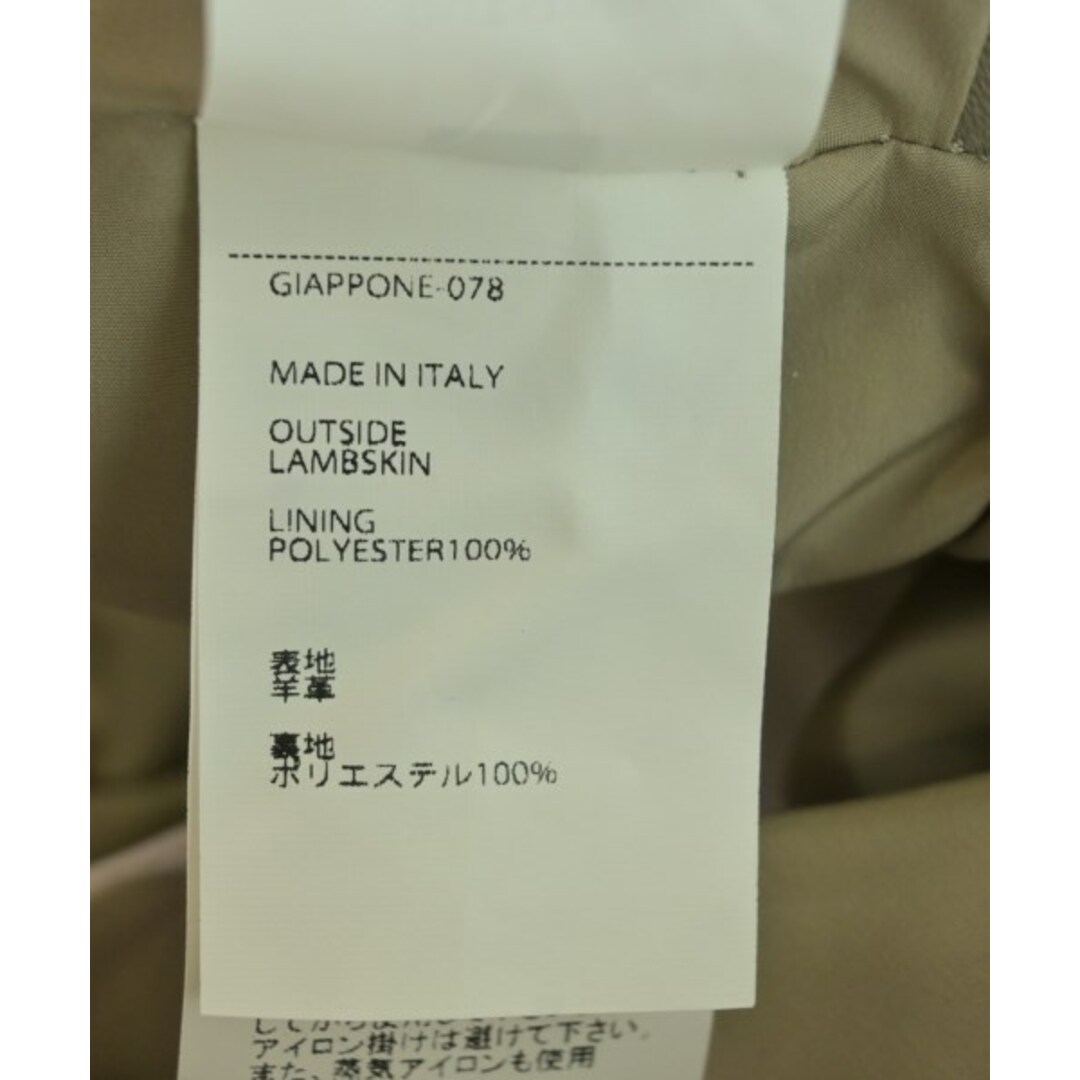 GIAPPONE-078
MADE IN ITALY
OUTSIDE
LAMBSKIN
LINING
POLYESTER100%
表地
羊革
裏地
ポリエステル100%
アイロン掛けは避けて下さい。
また、蒸気アイロンも使用